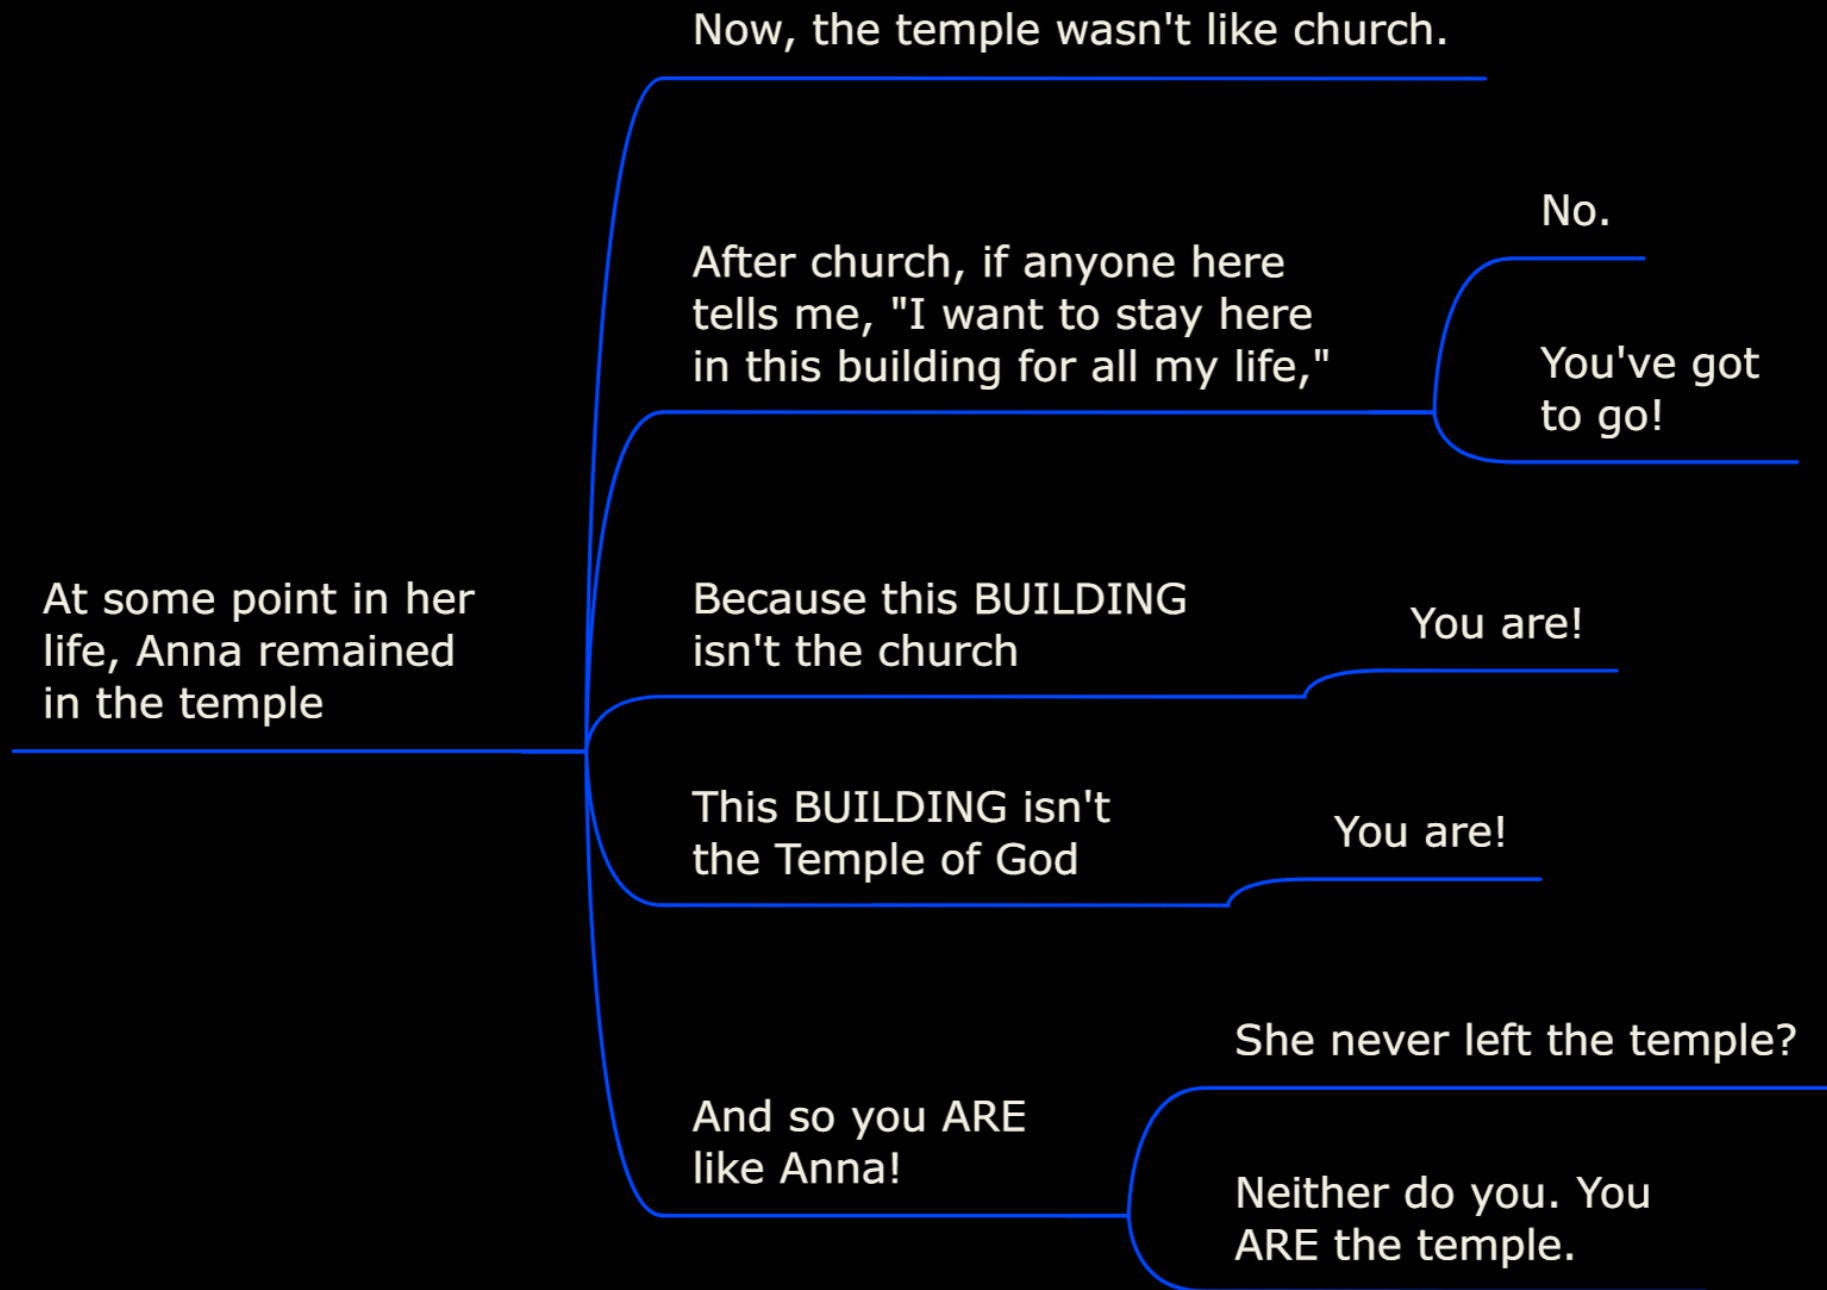 At some point in her
life, Anna remained
in the temple
Now, the temple wasn't like church.
After church, if anyone here
tells me, "I want to stay here
in this building for all my life,"
No.
You've got
to go!
Because this BUILDING
isn't the church
You are!
This BUILDING isn't
the Temple of God
You are!
And so you ARE
like Anna!
She never left the temple?
Neither do you. You
ARE the temple.